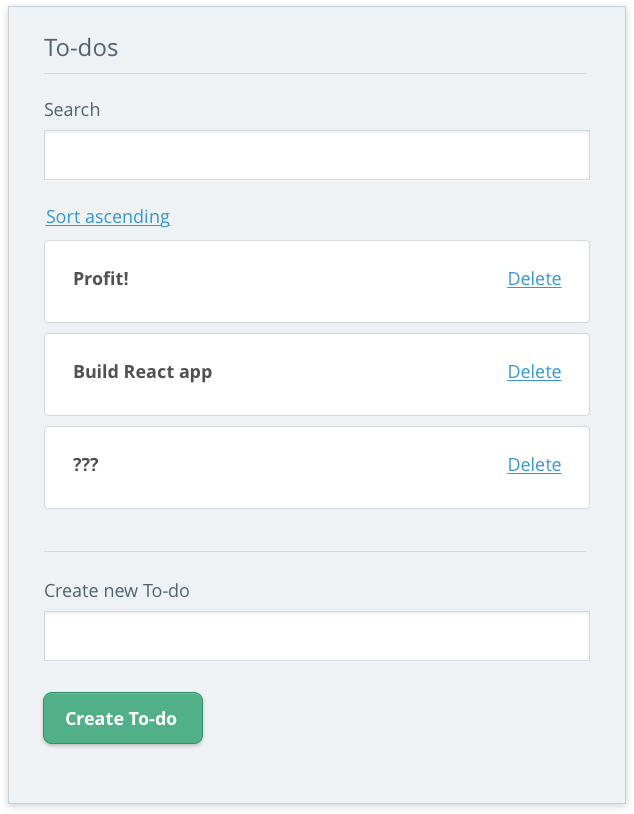 To-dos
Search
Sort ascending
Profit! Delete
Build React app Delete
??? Delete
Create new To-do
Create To-do